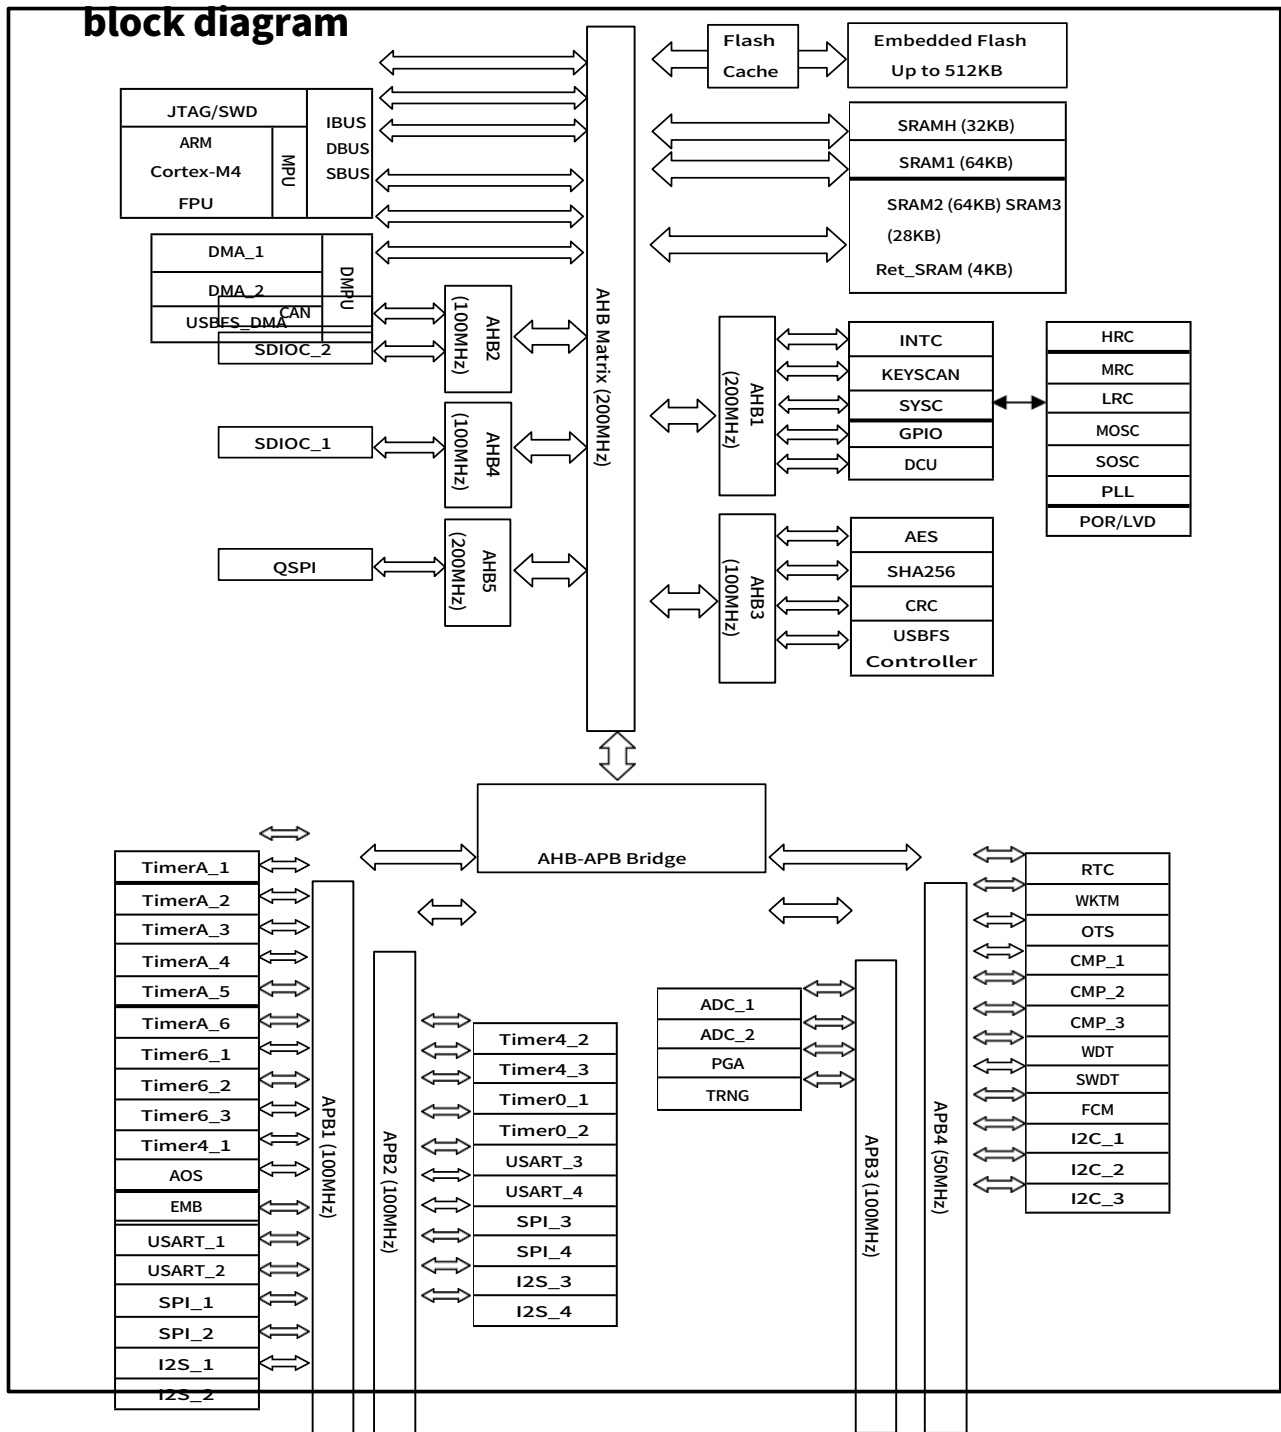 block diagram
Flash
Cache
Embedded Flash
Up to 512KB
JTAG/SWD
ARM
Cortex-M4
FPU
MPU
IBUS
DBUS
SBUS
SRAMH (32KB)
SRAM1 (64KB)
SRAM2 (64KB) SRAM3
(28KB)
Ret_SRAM (4KB)
DMA_1
DMA_2
USBFS_DMA
DMPU
CAN
SDIOC_2
AHB2
(100MHz)
SDIOC_1
AHB4
(100MHz)
QSPI
AHB5
(200MHz)
AHB Matrix (200MHz)
AHB1
(200MHz)
INTC
KEYSCAN
SYSC
GPIO
DCU
HRC
MRC
LRC
MOSC
SOSC
PLL
POR/LVD
AHB3
(100MHz)
AES
SHA256
CRC
USBFS
Controller
AHB-APB Bridge
TimerA_1
TimerA_2
TimerA_3
TimerA_4
TimerA_5
TimerA_6
Timer6_1
Timer6_2
Timer6_3
Timer4_1
AOS
EMB
USART_1
USART_2
SPI_1
SPI_2
I2S_1
I2S_2
APB1 (100MHz)
APB2 (100MHz)
Timer4_2
Timer4_3
Timer0_1
Timer0_2
USART_3
USART_4
SPI_3
SPI_4
I2S_3
I2S_4
ADC_1
ADC_2
PGA
TRNG
APB3 (100MHz)
APB4 (50MHz)
RTC
WKTM
OTS
CMP_1
CMP_2
CMP_3
WDT
SWDT
FCM
I2C_1
I2C_2
I2C_3